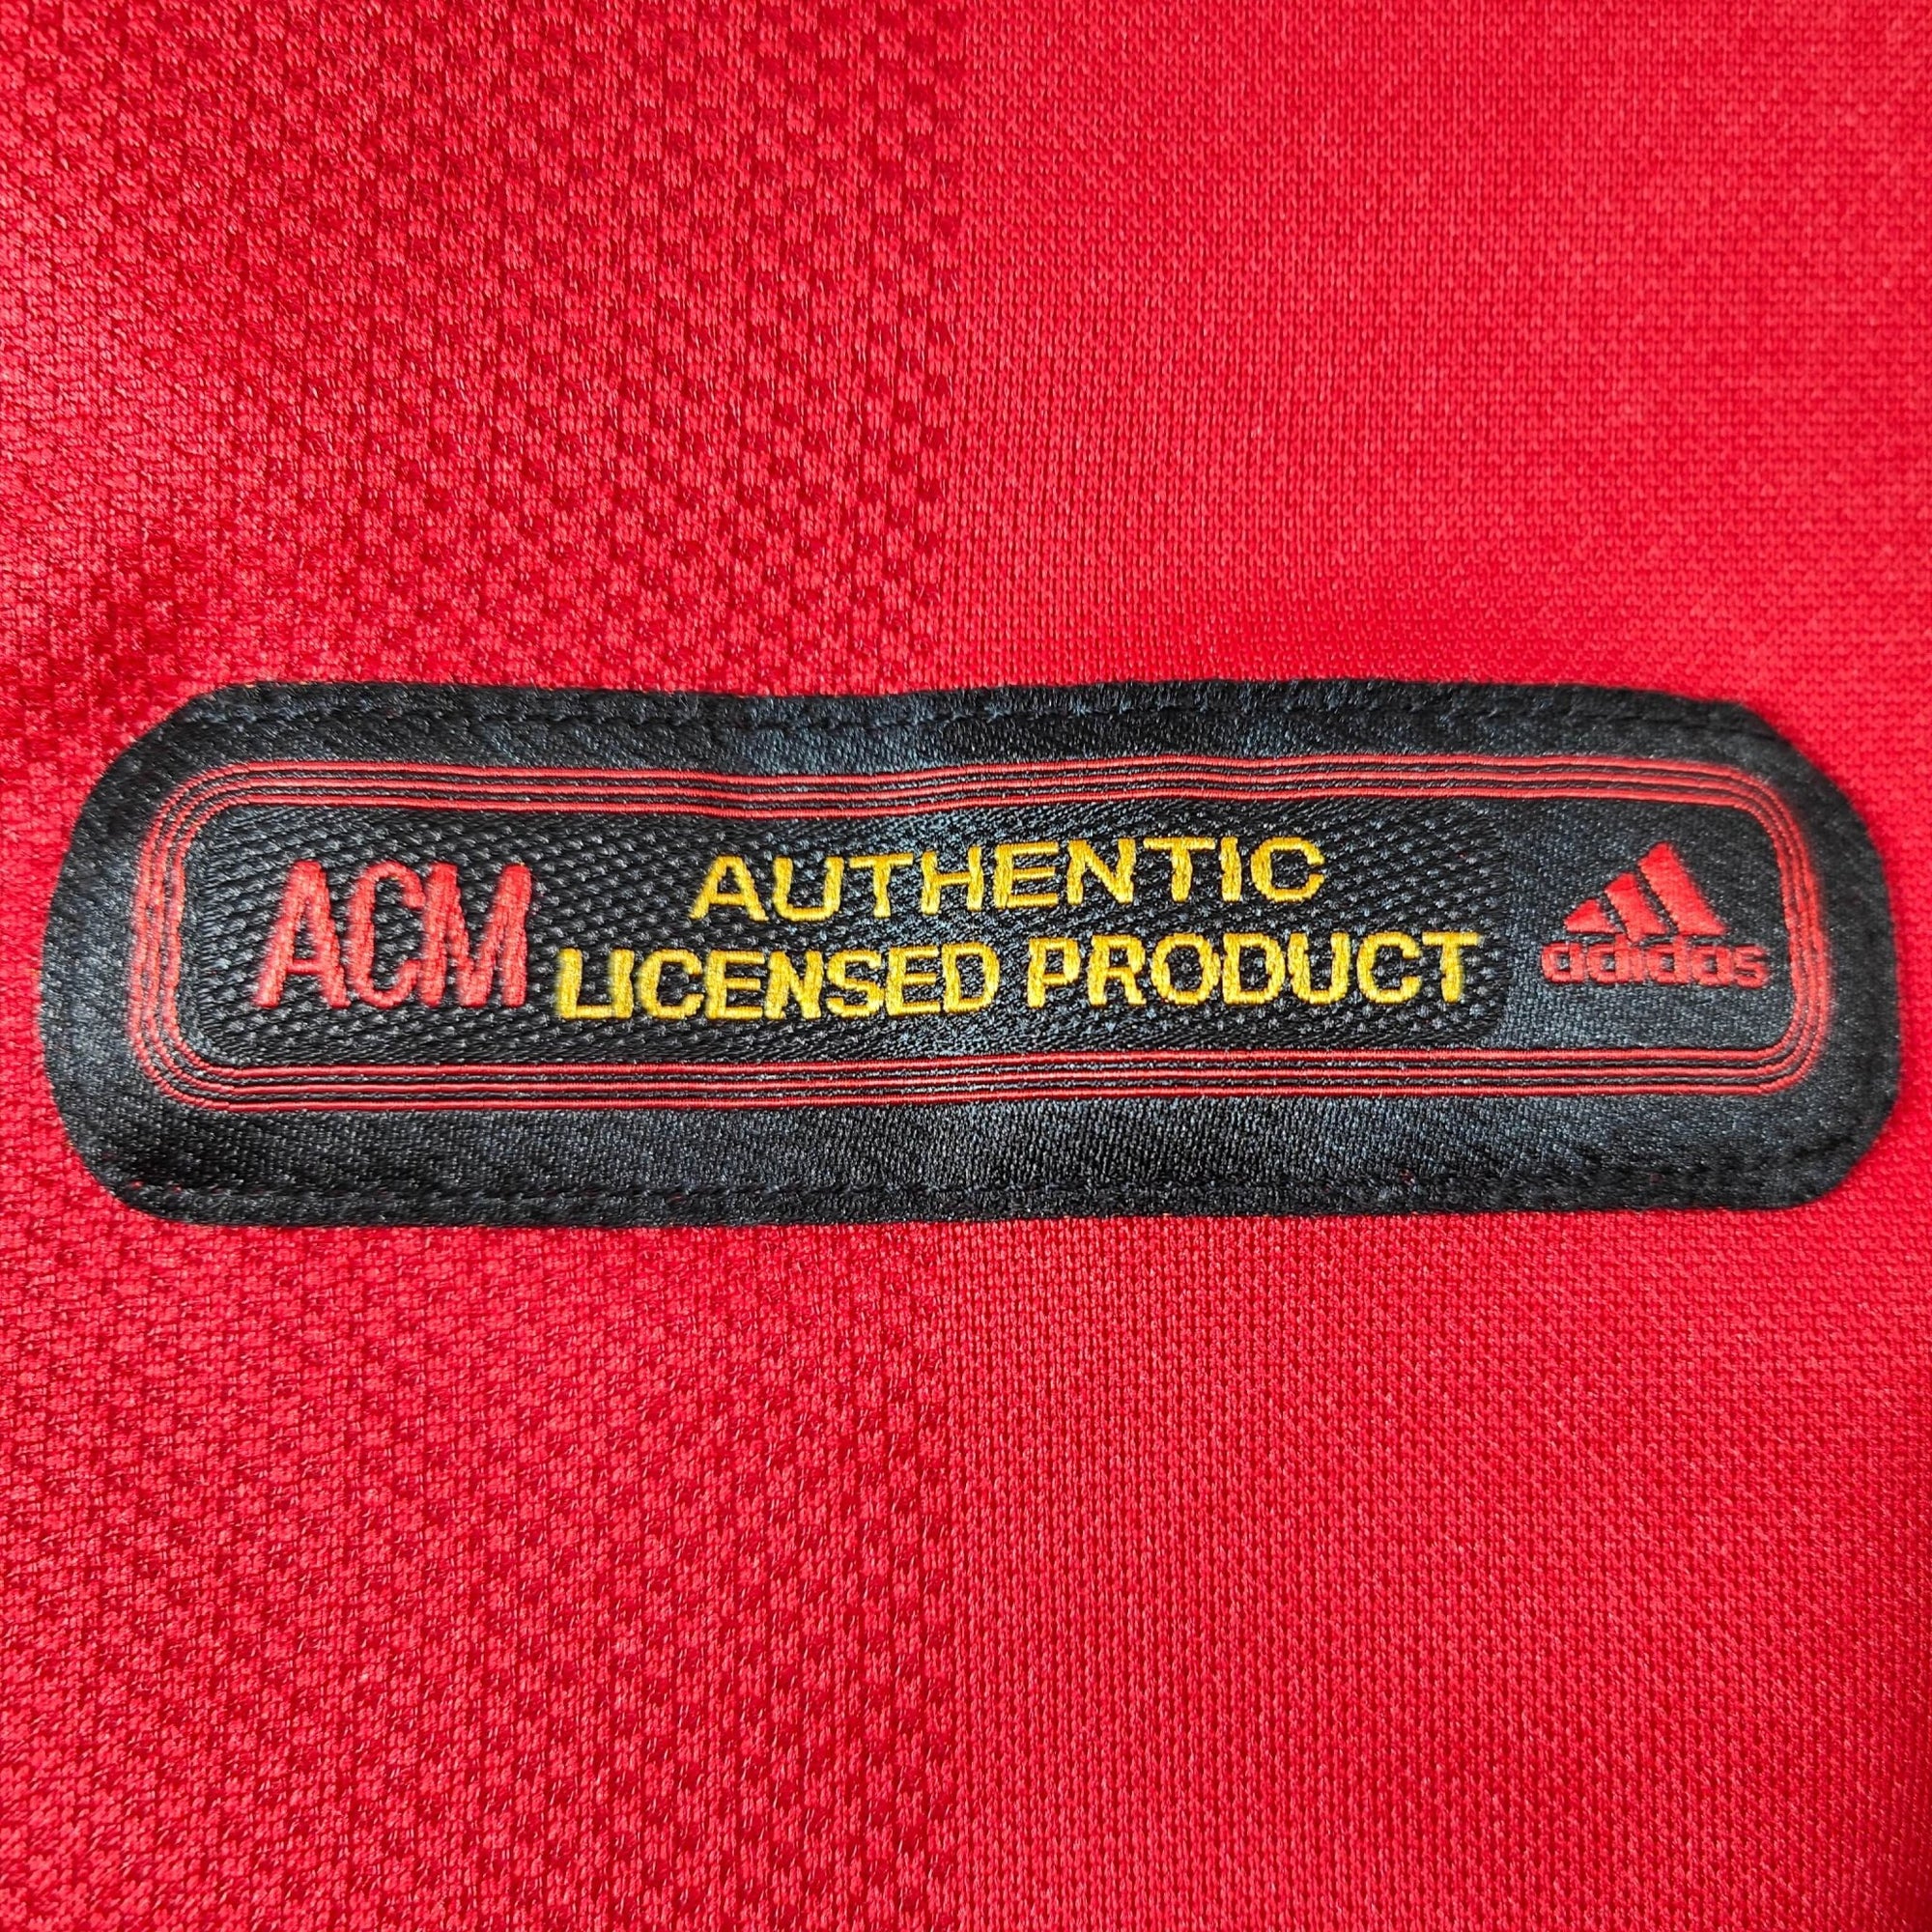 ACM
AUTHENTIC
LICENSED PRODUCT
adidas